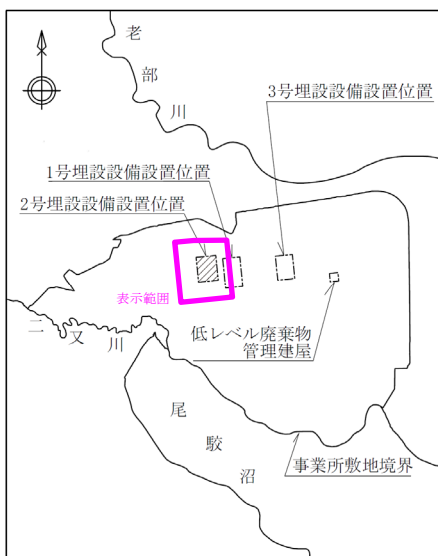 老部川
3号埋設設備設置位置
1号埋設設備設置位置
2号埋設設備設置位置
表示範囲
低レベル廃棄物
管理建屋
二又川
尾駮沼
事業所敷地境界